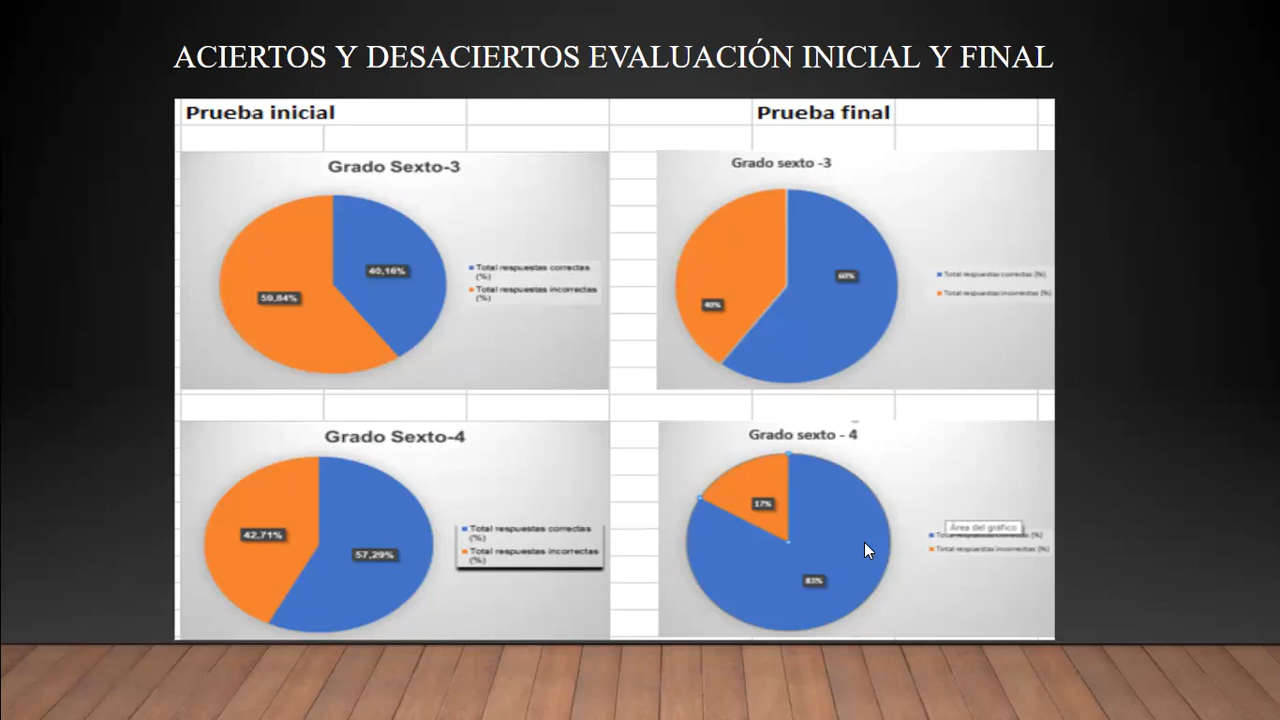 ACIERTOS Y DESACIERTOS EVALUACIÓN INICIAL Y FINAL
Prueba inicial
Prueba final
Grado Sexto-3
40,16%
59,84%
Total respuestas correctas
(%)
Total respuestas incorrectas
(%)
Grado sexto -3
60%
40%
Total respuestas correctas (%)
Total respuestas incorrectas (%)
Grado Sexto-4
42,71%
57,29%
Total respuestas correctas
(%)
Total respuestas incorrectas
(%)
Grado sexto - 4
17%
83%
Área del gráfico
Total respuestas correctas (%)
Total respuestas incorrectas (%)